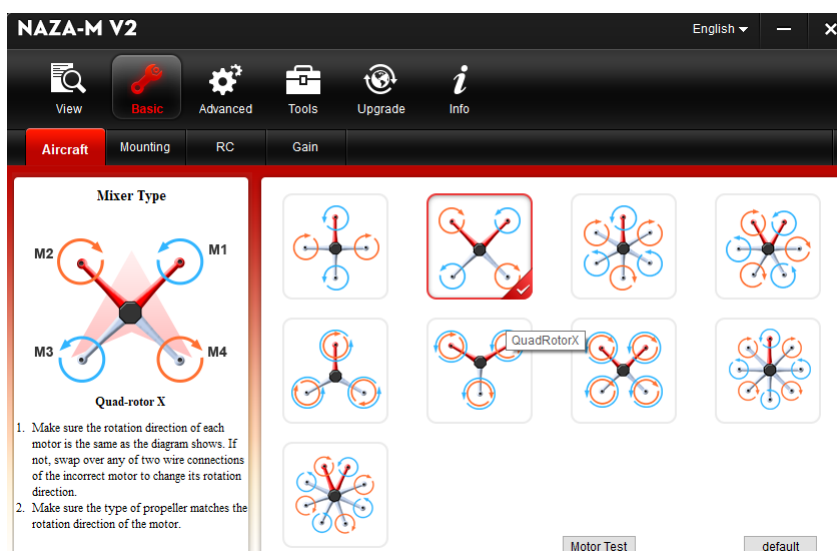 NAZA-M V2
English
View
Basic
Advanced
Tools
Upgrade
Info
Aircraft
Mounting
RC
Gain
Mixer Type
M2
M1
M3
M4
Quad-rotor X
1. Make sure the rotation direction of each
motor is the same as the diagram shows. If
not, swap over any of two wire connections
of the incorrect motor to change its rotation
direction.
2. Make sure the type of propeller matches the
rotation direction of the motor.
QuadRotorX
Motor Test
default